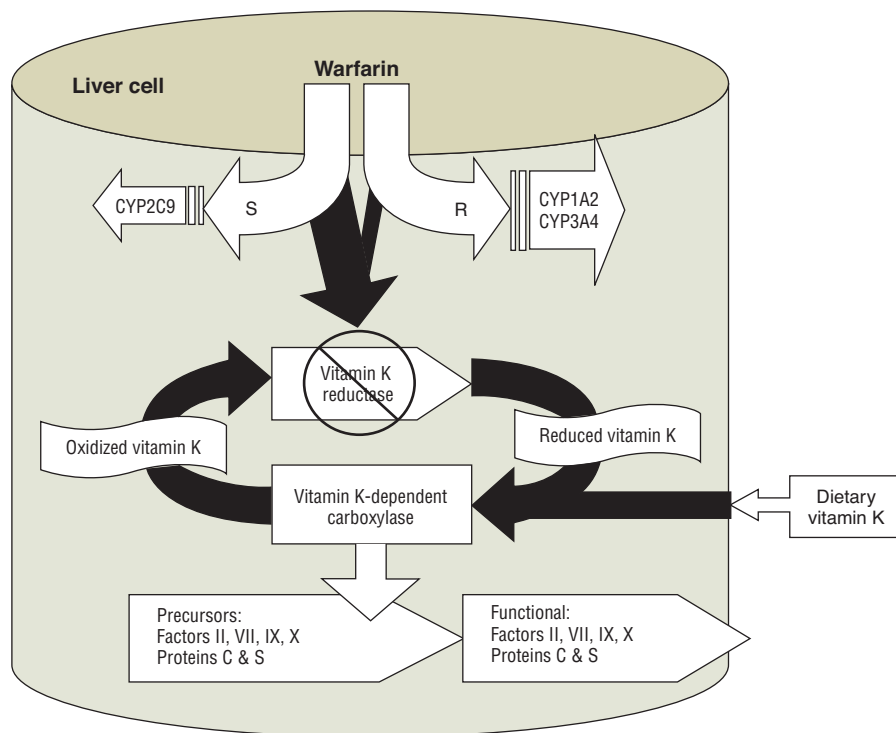 Warfarin
Liver cell
CYP2C9
S
R
CYP1A2
CYP3A4
Vitamin K
reductase
Oxidized vitamin K
Reduced vitamin K
Vitamin K-dependent
carboxylase
Dietary
vitamin K
Precursors:
Factors II, VII, IX, X
Proteins C & S
Functional:
Factors II, VII, IX, X
Proteins C & S